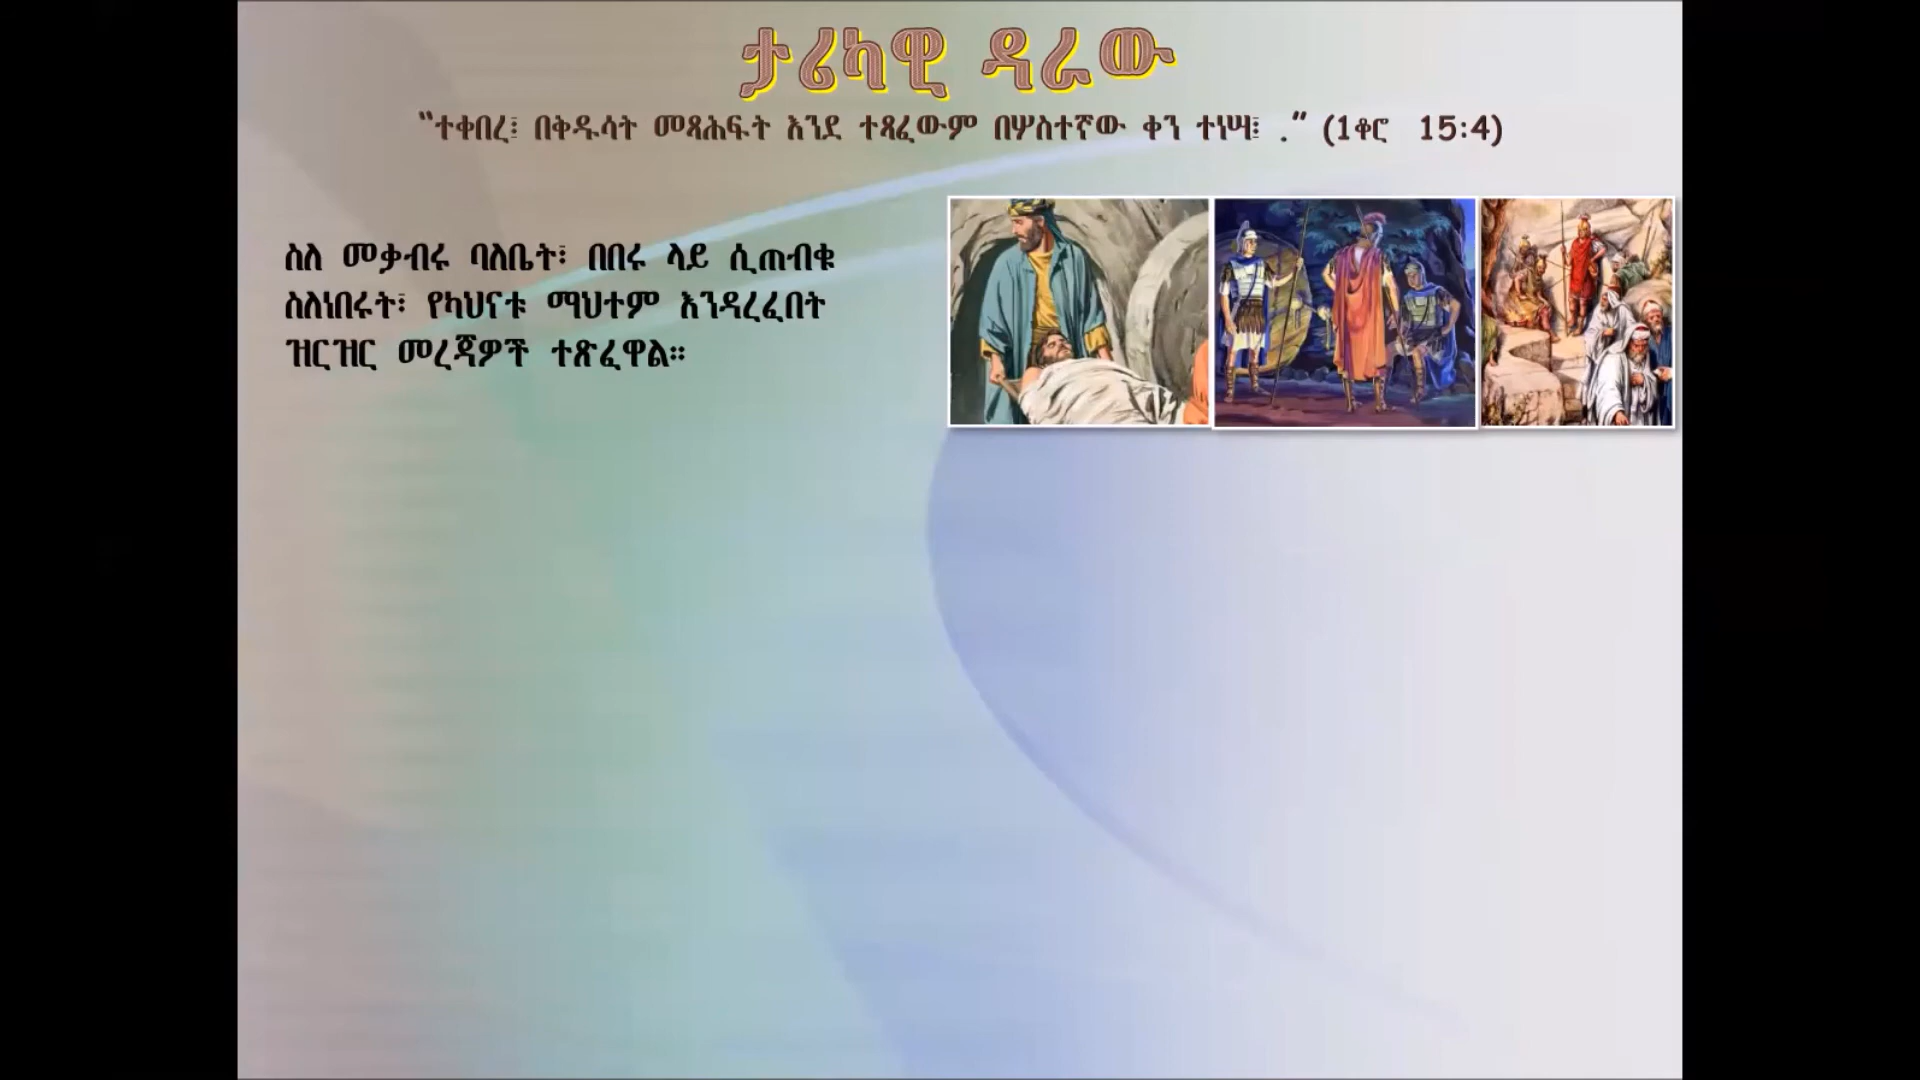 ታሪካዊ ዳራው
“ተቀበረ፤ በቅዱሳት መጻሕፍት እንደ ተጻፈውም በሦስተኛው ቀን ተነሣ፤ .” (1ቆሮ 15:4)
ስለ መቃብሩ ባለቤት፣ በበሩ ላይ ሲጠብቁ
ስለነበሩት፣ የካህናቱ ማህተም እንዳረፈበት
ዝርዝር መረጃዎች ተጽፈዋል።